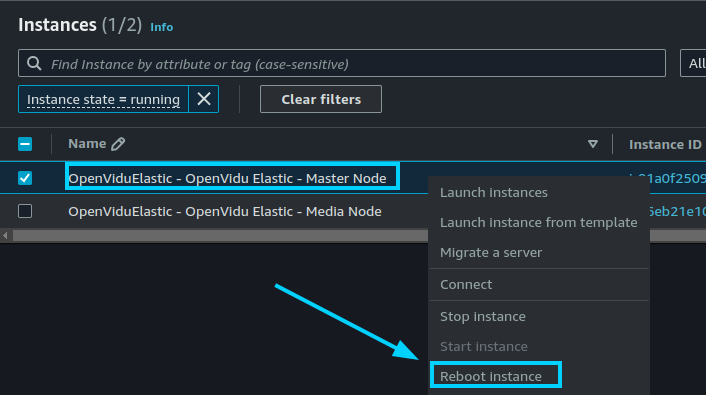 Instances (1/2) Info
Find Instance by attribute or tag (case-sensitive)
All
Instance state = running
Clear filters
Name
Instance ID
OpenViduElastic - OpenVidu Elastic - Master Node
OpenViduElastic - OpenVidu Elastic - Media Node
Launch instances
Launch instance from template
Migrate a server
Connect
Stop instance
Start instance
Reboot instance